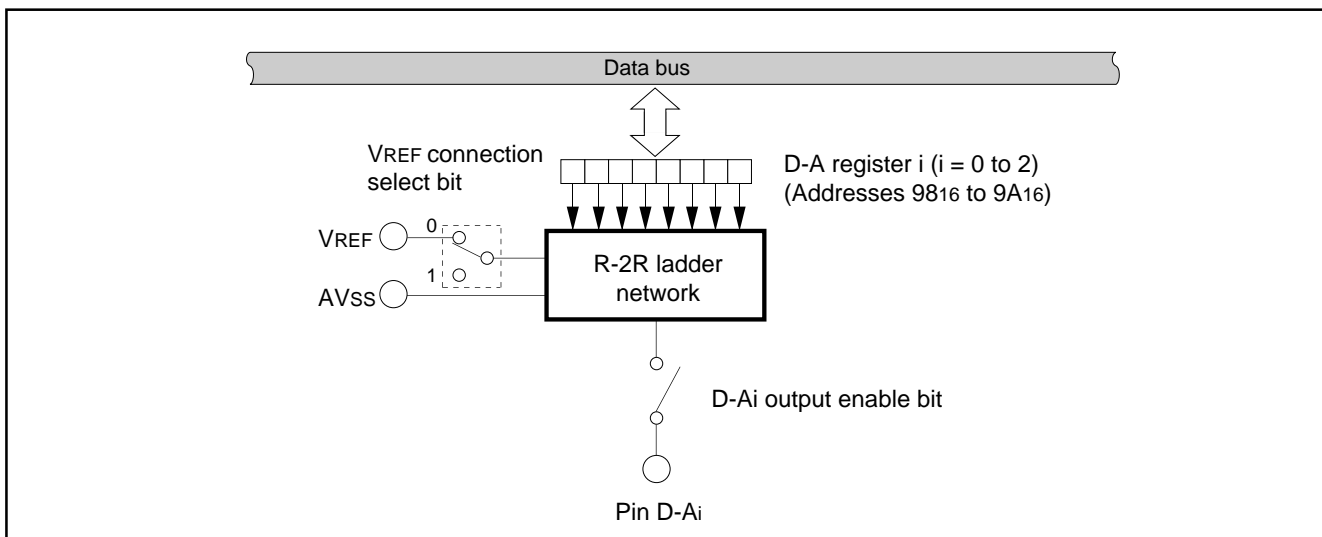 Data bus
VREF connection
select bit
D-A register i (i = 0 to 2)
(Addresses 9816 to 9A16)
0
VREF
1
AVSS
R-2R ladder
network
D-Ai output enable bit
Pin D-Ai